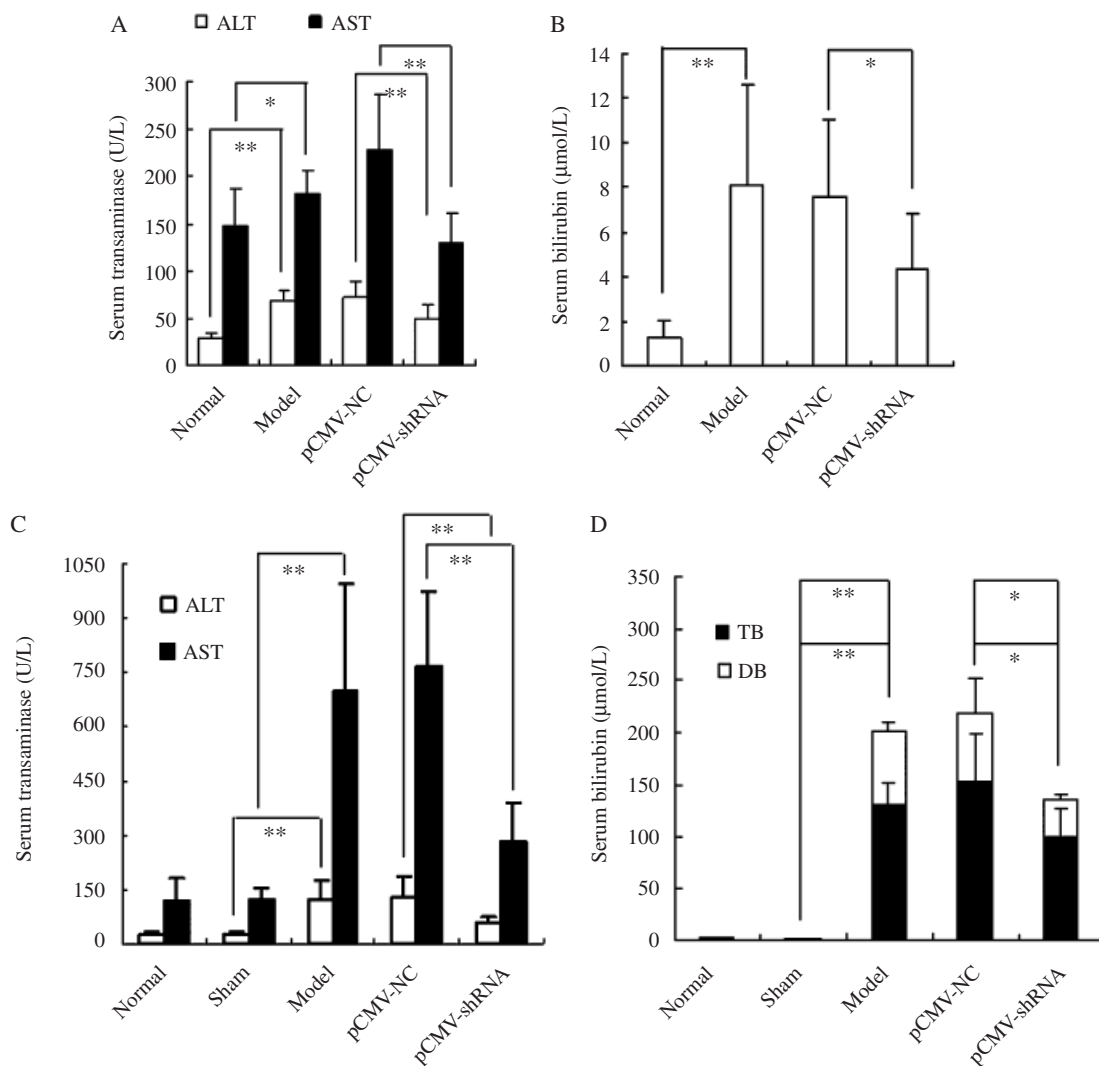 A
ALT AST
Serum transaminase (U/L)
300
250
200
150
100
50
0
** * ** **
Normal Model pCMV-NC pCMV-shRNA
B
Serum bilirubin (μmol/L)
14
12
10
8
6
4
2
0
** *
Normal Model pCMV-NC pCMV-shRNA
C
Serum transaminase (U/L)
1050
900
750
600
450
300
150
0
ALT
AST
** ** ** **
Normal Sham Model pCMV-NC pCMV-shRNA
D
Serum bilirubin (μmol/L)
350
300
250
200
150
100
50
0
TB
DB
** *
** *
Normal Sham Model pCMV-NC pCMV-shRNA